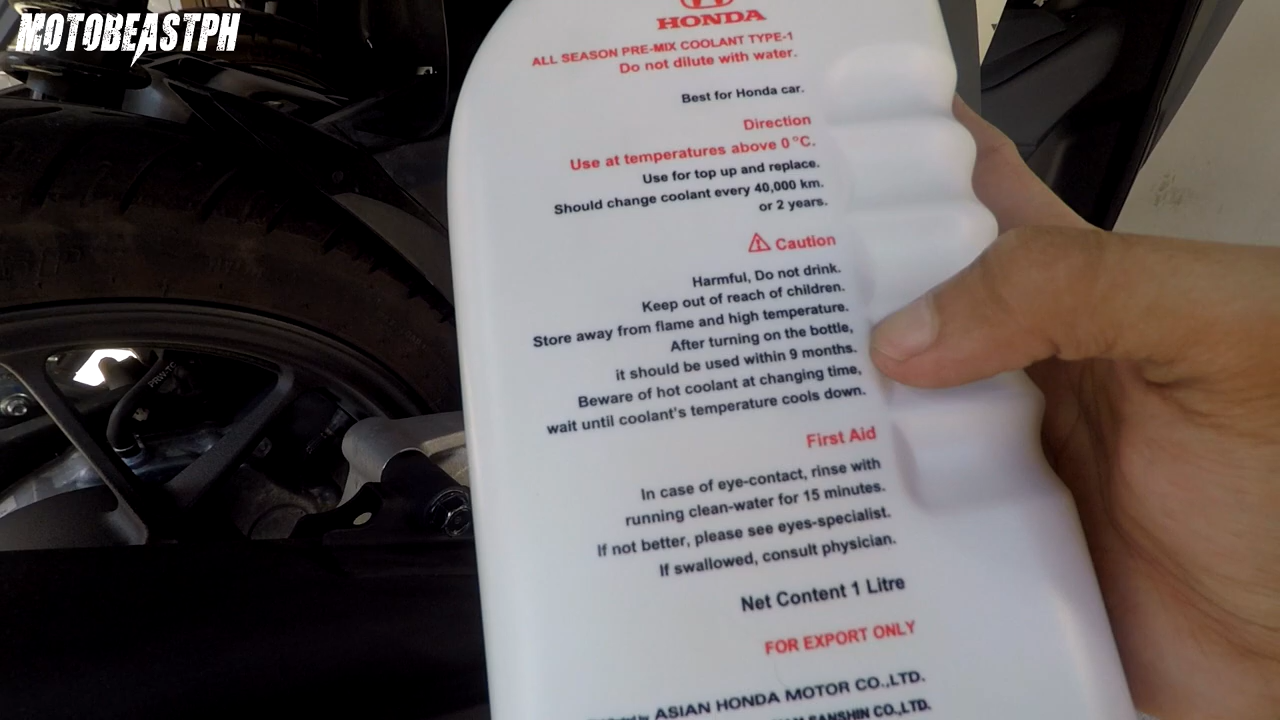 MOTOBEASTPH
HONDA
ALL SEASON PRE-MIX COOLANT TYPE-1
Do not dilute with water.
Best for Honda car.
Direction
Use at temperatures above 0 °C.
Use for top up and replace.
Should change coolant every 40,000 km.
or 2 years.
Caution
Harmful, Do not drink.
Keep out of reach of children.
Store away from flame and high temperature.
After turning on the bottle,
it should be used within 9 months.
Beware of hot coolant at changing time,
wait until coolant's temperature cools down.
First Aid
In case of eye-contact, rinse with
running clean-water for 15 minutes.
If not better, please see eyes-specialist.
If swallowed, consult physician.
Net Content 1 Litre
FOR EXPORT ONLY
by ASIAN HONDA MOTOR CO.,LTD.
SANSHIN CO.,LTD.